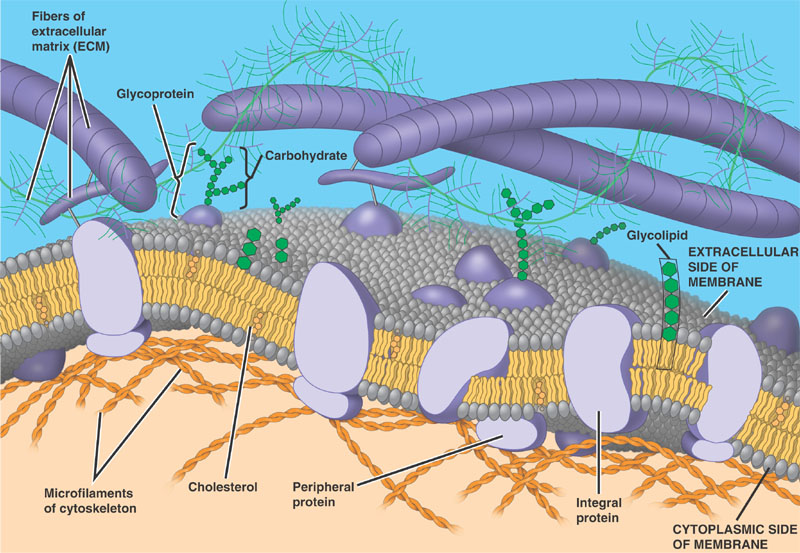 Fibers of
extracellular
matrix (ECM)
Glycoprotein
Carbohydrate
Glycolipid
EXTRACELLULAR
SIDE OF
MEMBRANE
Microfilaments
of cytoskeleton
Cholesterol
Peripheral
protein
Integral
protein
CYTOPLASMIC SIDE
OF MEMBRANE